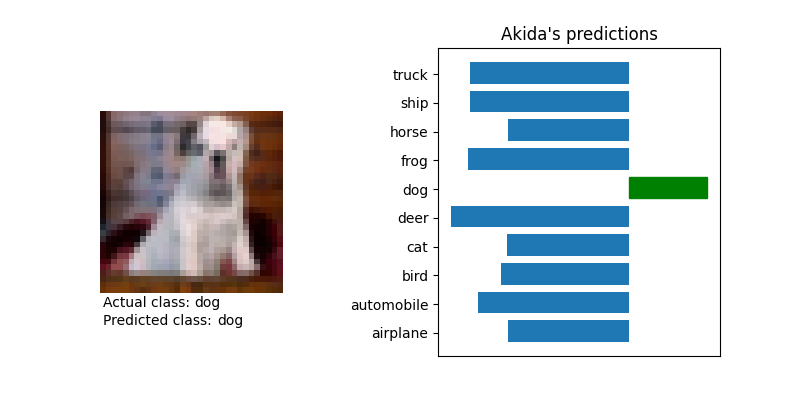 Akida's predictions
truck
ship
horse
frog
dog
deer
cat
bird
automobile
airplane
Actual class: dog
Predicted class: dog